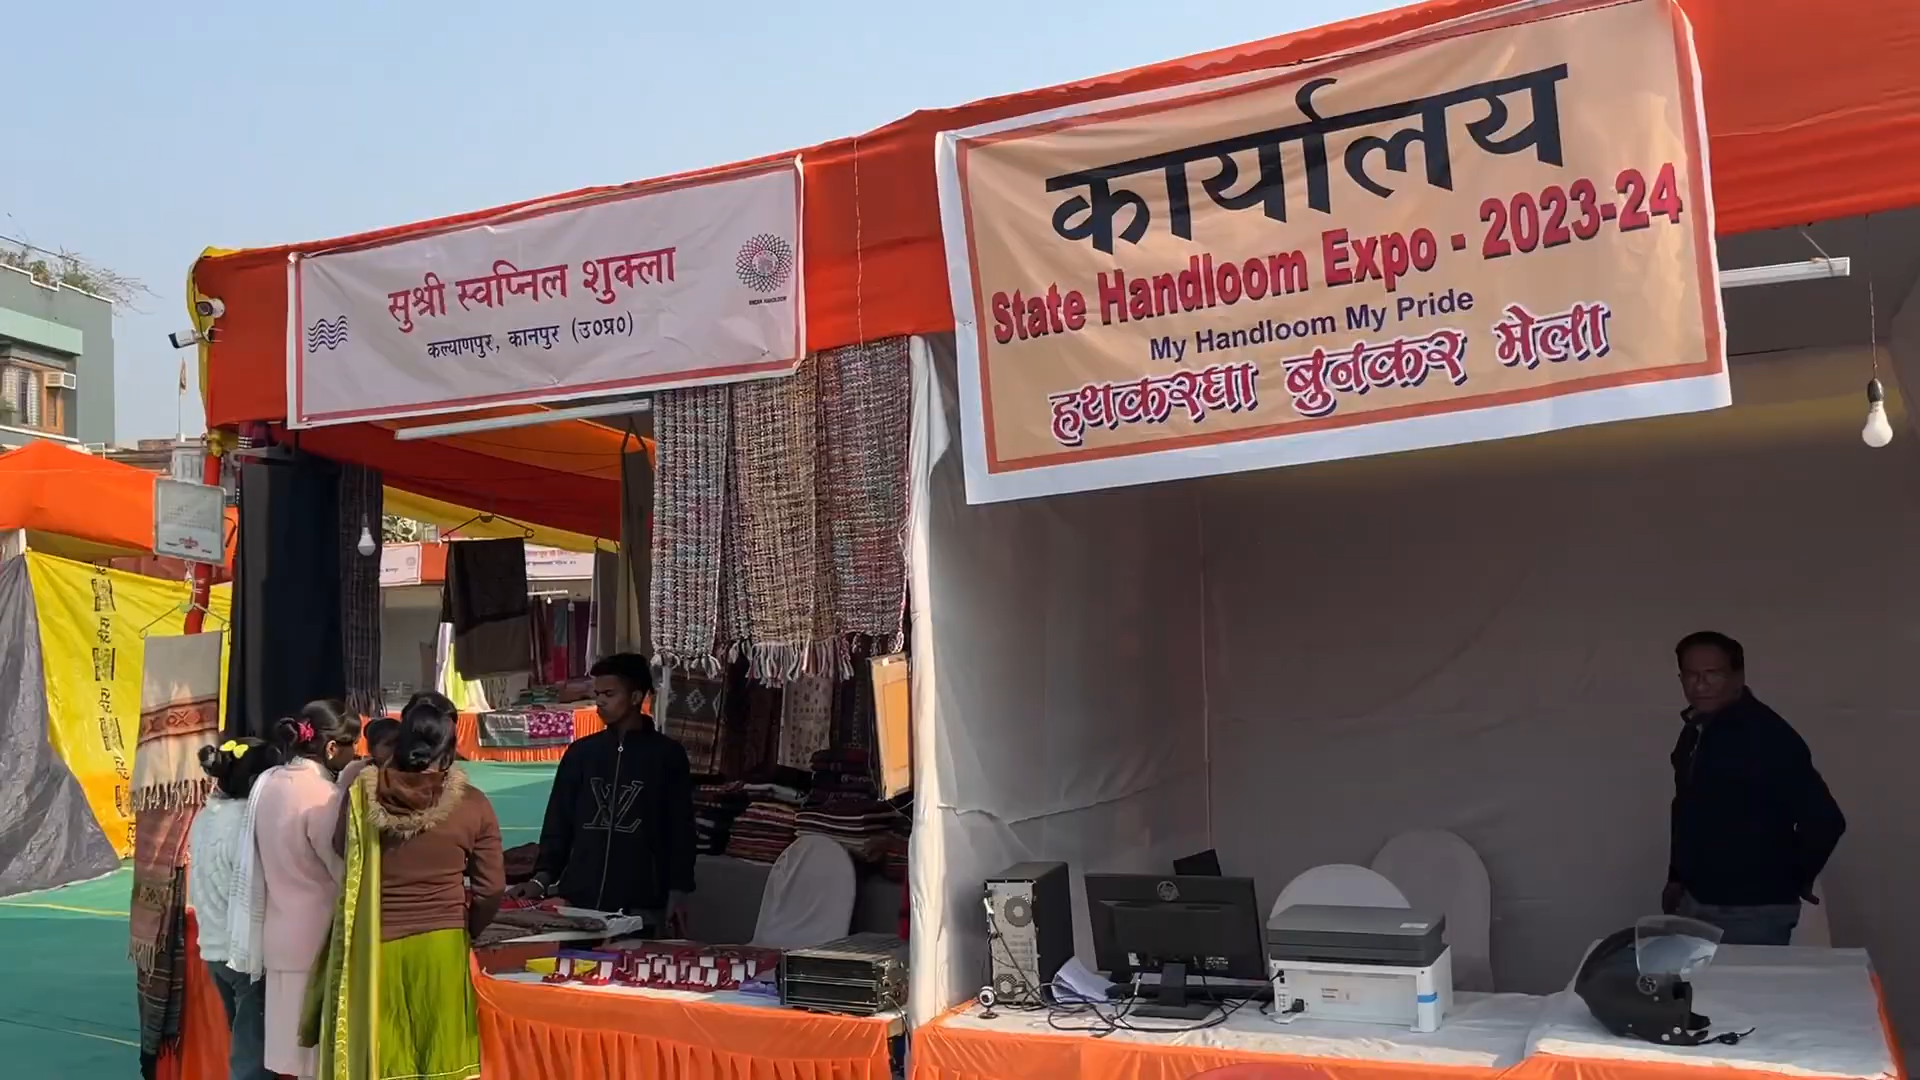 सुश्री स्वप्निल शुक्ला
कल्याणपुर, कानपुर (उ०प्र०)
कार्यालय
State Handloom Expo - 2023-24
My Handloom My Pride
हथकरघा बुनकर मेला